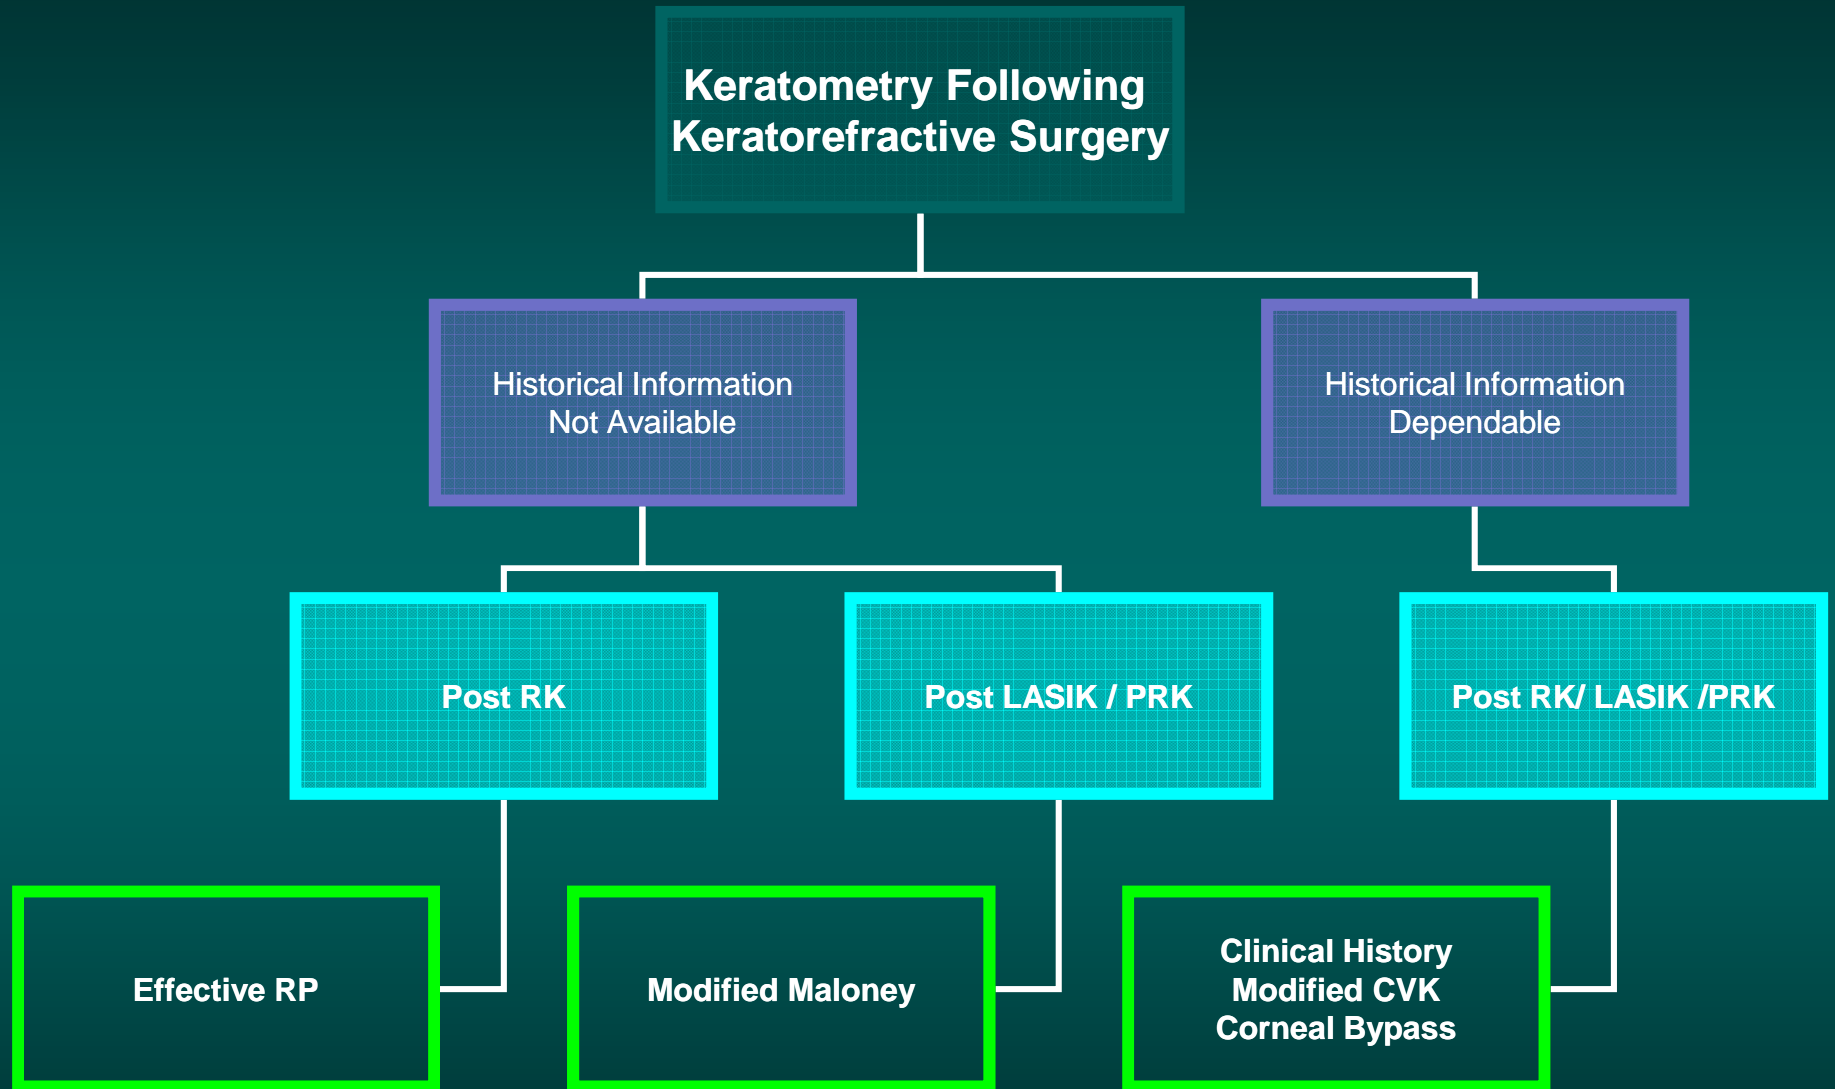 Keratometry Following
Keratorefractive Surgery
Historical Information
Not Available
Historical Information
Dependable
Post RK
Post LASIK / PRK
Post RK/ LASIK /PRK
Effective RP
Modified Maloney
Clinical History
Modified CVK
Corneal Bypass